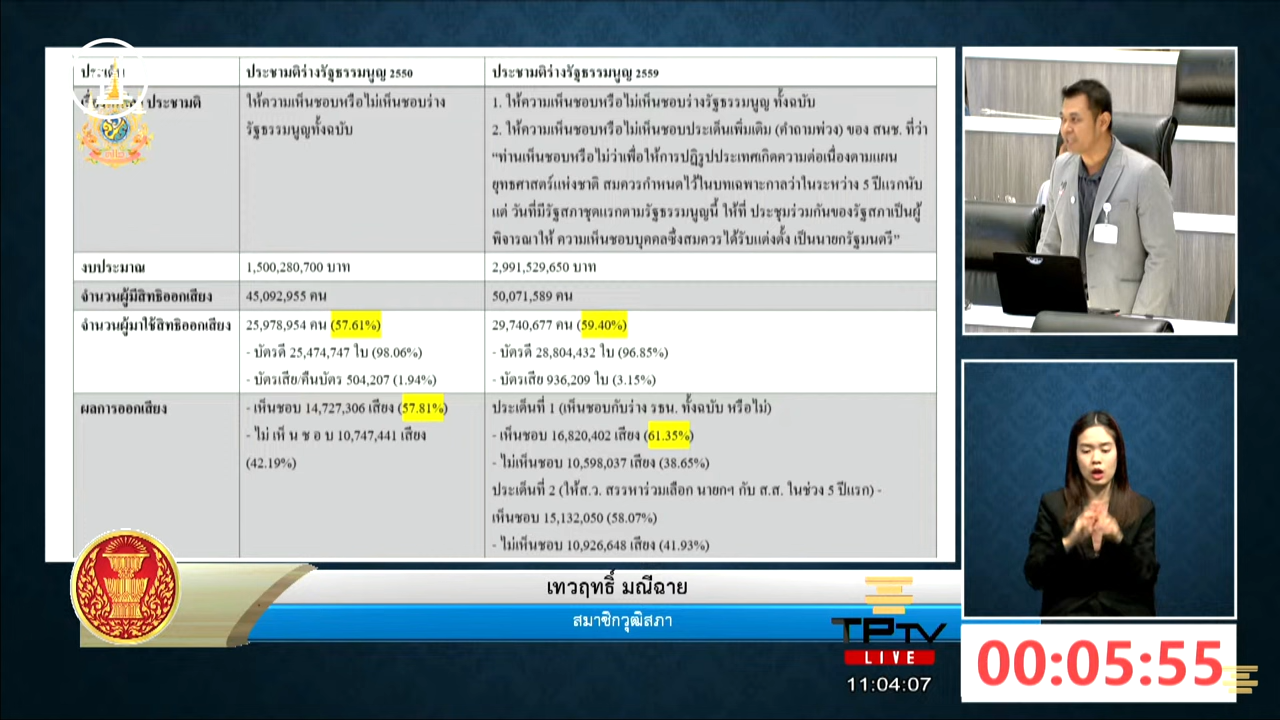 ประเด็น
ประชามติร่างรัฐธรรมนูญ 2550
ประชามติร่างรัฐธรรมนูญ 2559
ประชามติ
ให้ความเห็นชอบหรือไม่เห็นชอบร่าง
รัฐธรรมนูญทั้งฉบับ
1. ให้ความเห็นชอบหรือไม่เห็นชอบร่างรัฐธรรมนูญ ทั้งฉบับ
2. ให้ความเห็นชอบหรือไม่เห็นชอบประเด็นเพิ่มเติม (คำถามพ่วง) ของ สนช. ที่ว่า
“ท่านเห็นชอบหรือไม่ว่าเพื่อให้การปฏิรูปประเทศเกิดความต่อเนื่องตามแผน
ยุทธศาสตร์แห่งชาติ สมควรกำหนดไว้ในบทเฉพาะกาลว่าในระหว่าง 5 ปีแรกนับ
แต่ วันที่มีรัฐสภาชุดแรกตามรัฐธรรมนูญนี้ ให้ที่ ประชุมร่วมกันของรัฐสภาเป็นผู้
พิจารณาให้ ความเห็นชอบบุคคลซึ่งสมควรได้รับแต่งตั้ง เป็นนายกรัฐมนตรี”
งบประมาณ
1,500,280,700 บาท
2,991,529,650 บาท
จำนวนผู้มีสิทธิออกเสียง
45,092,955 คน
50,071,589 คน
จำนวนผู้มาใช้สิทธิออกเสียง
25,978,954 คน (57.61%)
- บัตรดี 25,474,747 ใบ (98.06%)
- บัตรเสีย/คืนบัตร 504,207 (1.94%)
29,740,677 คน (59.40%)
- บัตรดี 28,804,432 ใบ (96.85%)
- บัตรเสีย 936,209 ใบ (3.15%)
ผลการออกเสียง
- เห็นชอบ 14,727,306 เสียง (57.81%)
- ไม่ เห็ น ช อ บ 10,747,441 เสียง
(42.19%)
ประเด็นที่ 1 (เห็นชอบกับร่าง รธน. ทั้งฉบับ หรือไม่)
- เห็นชอบ 16,820,402 เสียง (61.35%)
- ไม่เห็นชอบ 10,598,037 เสียง (38.65%)
ประเด็นที่ 2 (ให้ส.ว. สรรหาร่วมเลือก นายกฯ กับ ส.ส. ในช่วง 5 ปีแรก) -
เห็นชอบ 15,132,050 (58.07%)
- ไม่เห็นชอบ 10,926,648 เสียง (41.93%)
เทวฤทธิ์ มณีฉาย
สมาชิกวุฒิสภา
TPTV
LIVE
11:04:07
00:05:55